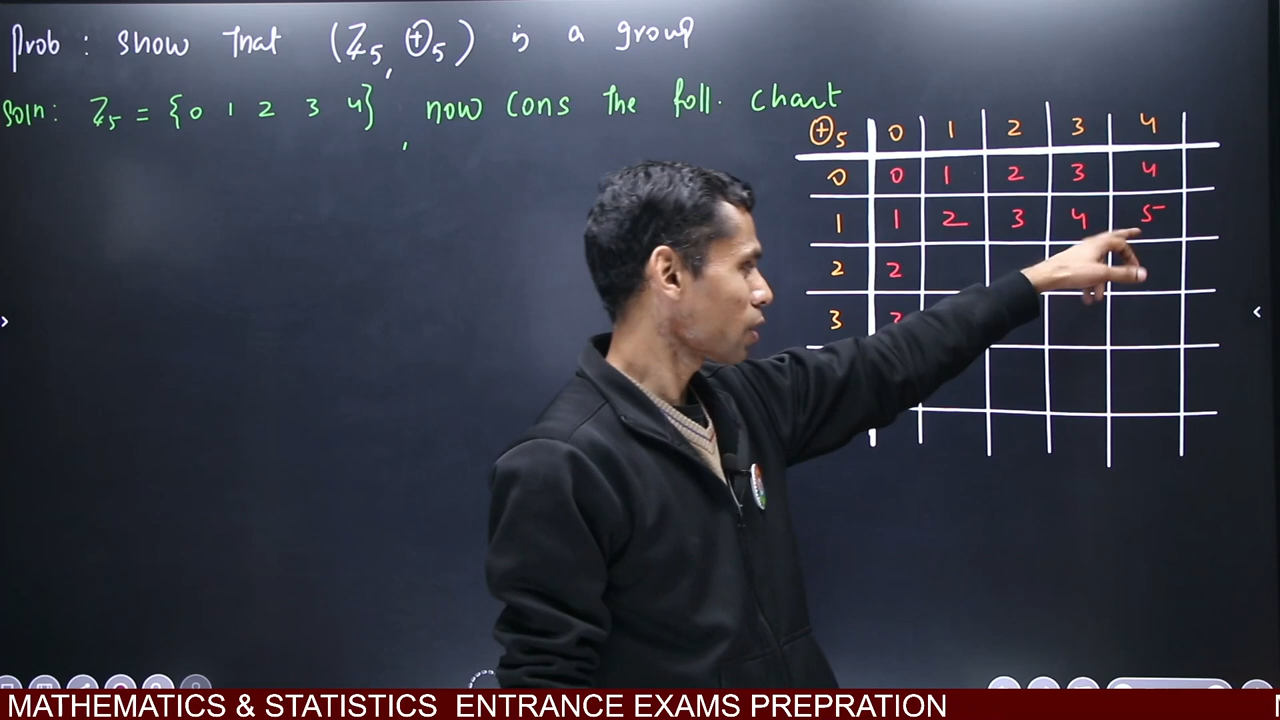 Prob : show that (Z₅, ⊕₅) is a group
Soln: Z₅ = {0 1 2 3 4}, now cons the foll. chart
⊕₅ 0 1 2 3 4
0 0 1 2 3 4
1 1 2 3 4 5
2 2
3 3
MATHEMATICS & STATISTICS ENTRANCE EXAMS PREPRATION